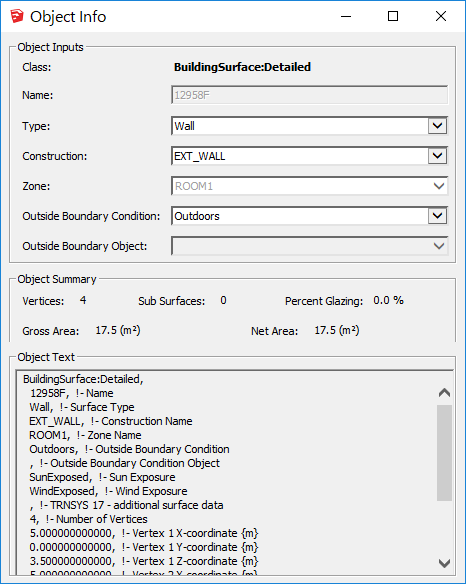 Object Info
Object Inputs
Class: BuildingSurface:Detailed
Name: 12958F
Type: Wall
Construction: EXT_WALL
Zone: ROOM1
Outside Boundary Condition: Outdoors
Outside Boundary Object:
Object Summary
Vertices: 4 Sub Surfaces: 0 Percent Glazing: 0.0 %
Gross Area: 17.5 (m²) Net Area: 17.5 (m²)
Object Text
BuildingSurface:Detailed,
12958F, !- Name
Wall, !- Surface Type
EXT_WALL, !- Construction Name
ROOM1, !- Zone Name
Outdoors, !- Outside Boundary Condition
, !- Outside Boundary Condition Object
SunExposed, !- Sun Exposure
WindExposed, !- Wind Exposure
, !- TRNSYS 17 - additional surface data
4, !- Number of Vertices
5.000000000000, !- Vertex 1 X-coordinate {m}
0.000000000000, !- Vertex 1 Y-coordinate {m}
3.500000000000, !- Vertex 1 Z-coordinate {m}